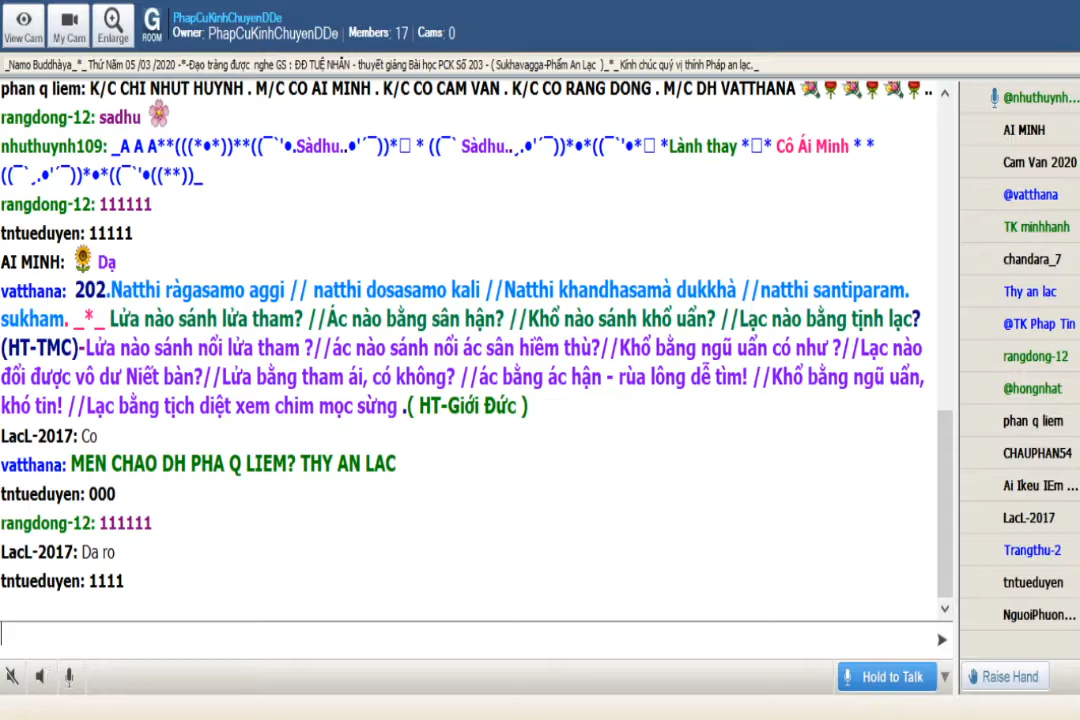 PhapCuKinhChuyenDDe
View Cam My Cam Enlarge G ROOM Owner: PhapCuKinhChuyenDDe | Members: 17 | Cams: 0
_Namo Buddhàya_*_ Thứ Năm 05 /03 /2020 -*-Đạo tràng được nghe GS : ĐĐ TUỆ NHÂN - thuyết giảng Bài học PCK Số 203 - ( Sukhavagga-Phẩm An Lạc )_*_ Kính chúc quý vị thính Pháp an lạc._
phan q liem: K/C CHI NHUT HUYNH . M/C CO AI MINH . K/C CO CAM VAN . K/C CO RANG DONG . M/C DH VATTHANA 💐🌹💐🌹💐🌹..
rangdong-12: sadhu 🌸
nhuthuynh109: _A A A**(((*•*))**((¯`'•.Sàdhu..•'´¯))*▯ * ((¯` Sàdhu..¸.•'´¯))*•*((¯`'•*▯ *Lành thay *▯* Cô Ái Minh * *
((¯`¸.•'´¯))*•*((¯`'•((**))_
rangdong-12: 111111
tntueduyen: 11111
AI MINH: 🌻 Dạ
vatthana: 202.Natthi ràgasamo aggi // natthi dosasamo kali //Natthi khandhasamà dukkhà //natthi santiparam.
sukham. _*_ Lửa nào sánh lửa tham? //Ác nào bằng sân hận? //Khổ nào sánh khổ uẩn? //Lạc nào bằng tịnh lạc?
(HT-TMC)-Lửa nào sánh nổi lửa tham ?//ác nào sánh nổi ác sân hiềm thù?//Khổ bằng ngũ uẩn có như ?//Lạc nào
đổi được vô dư Niết bàn?//Lửa bằng tham ái, có không? //ác bằng ác hận - rùa lông dễ tìm! //Khổ bằng ngũ uẩn,
khó tin! //Lạc bằng tịch diệt xem chim mọc sừng .( HT-Giới Đức )
LacL-2017: Co
vatthana: MEN CHAO DH PHA Q LIEM? THY AN LAC
tntueduyen: 000
rangdong-12: 111111
LacL-2017: Da ro
tntueduyen: 1111
@nhuthuynh...
AI MINH
Cam Van 2020
@vatthana
TK minhhanh
chandara_7
Thy an lac
@TK Phap Tin
rangdong-12
@hongnhat
phan q liem
CHAUPHAN54
Ai Ikeu IEm ...
LacL-2017
Trangthu-2
tntueduyen
NguoiPhuon...
Hold to Talk
Raise Hand